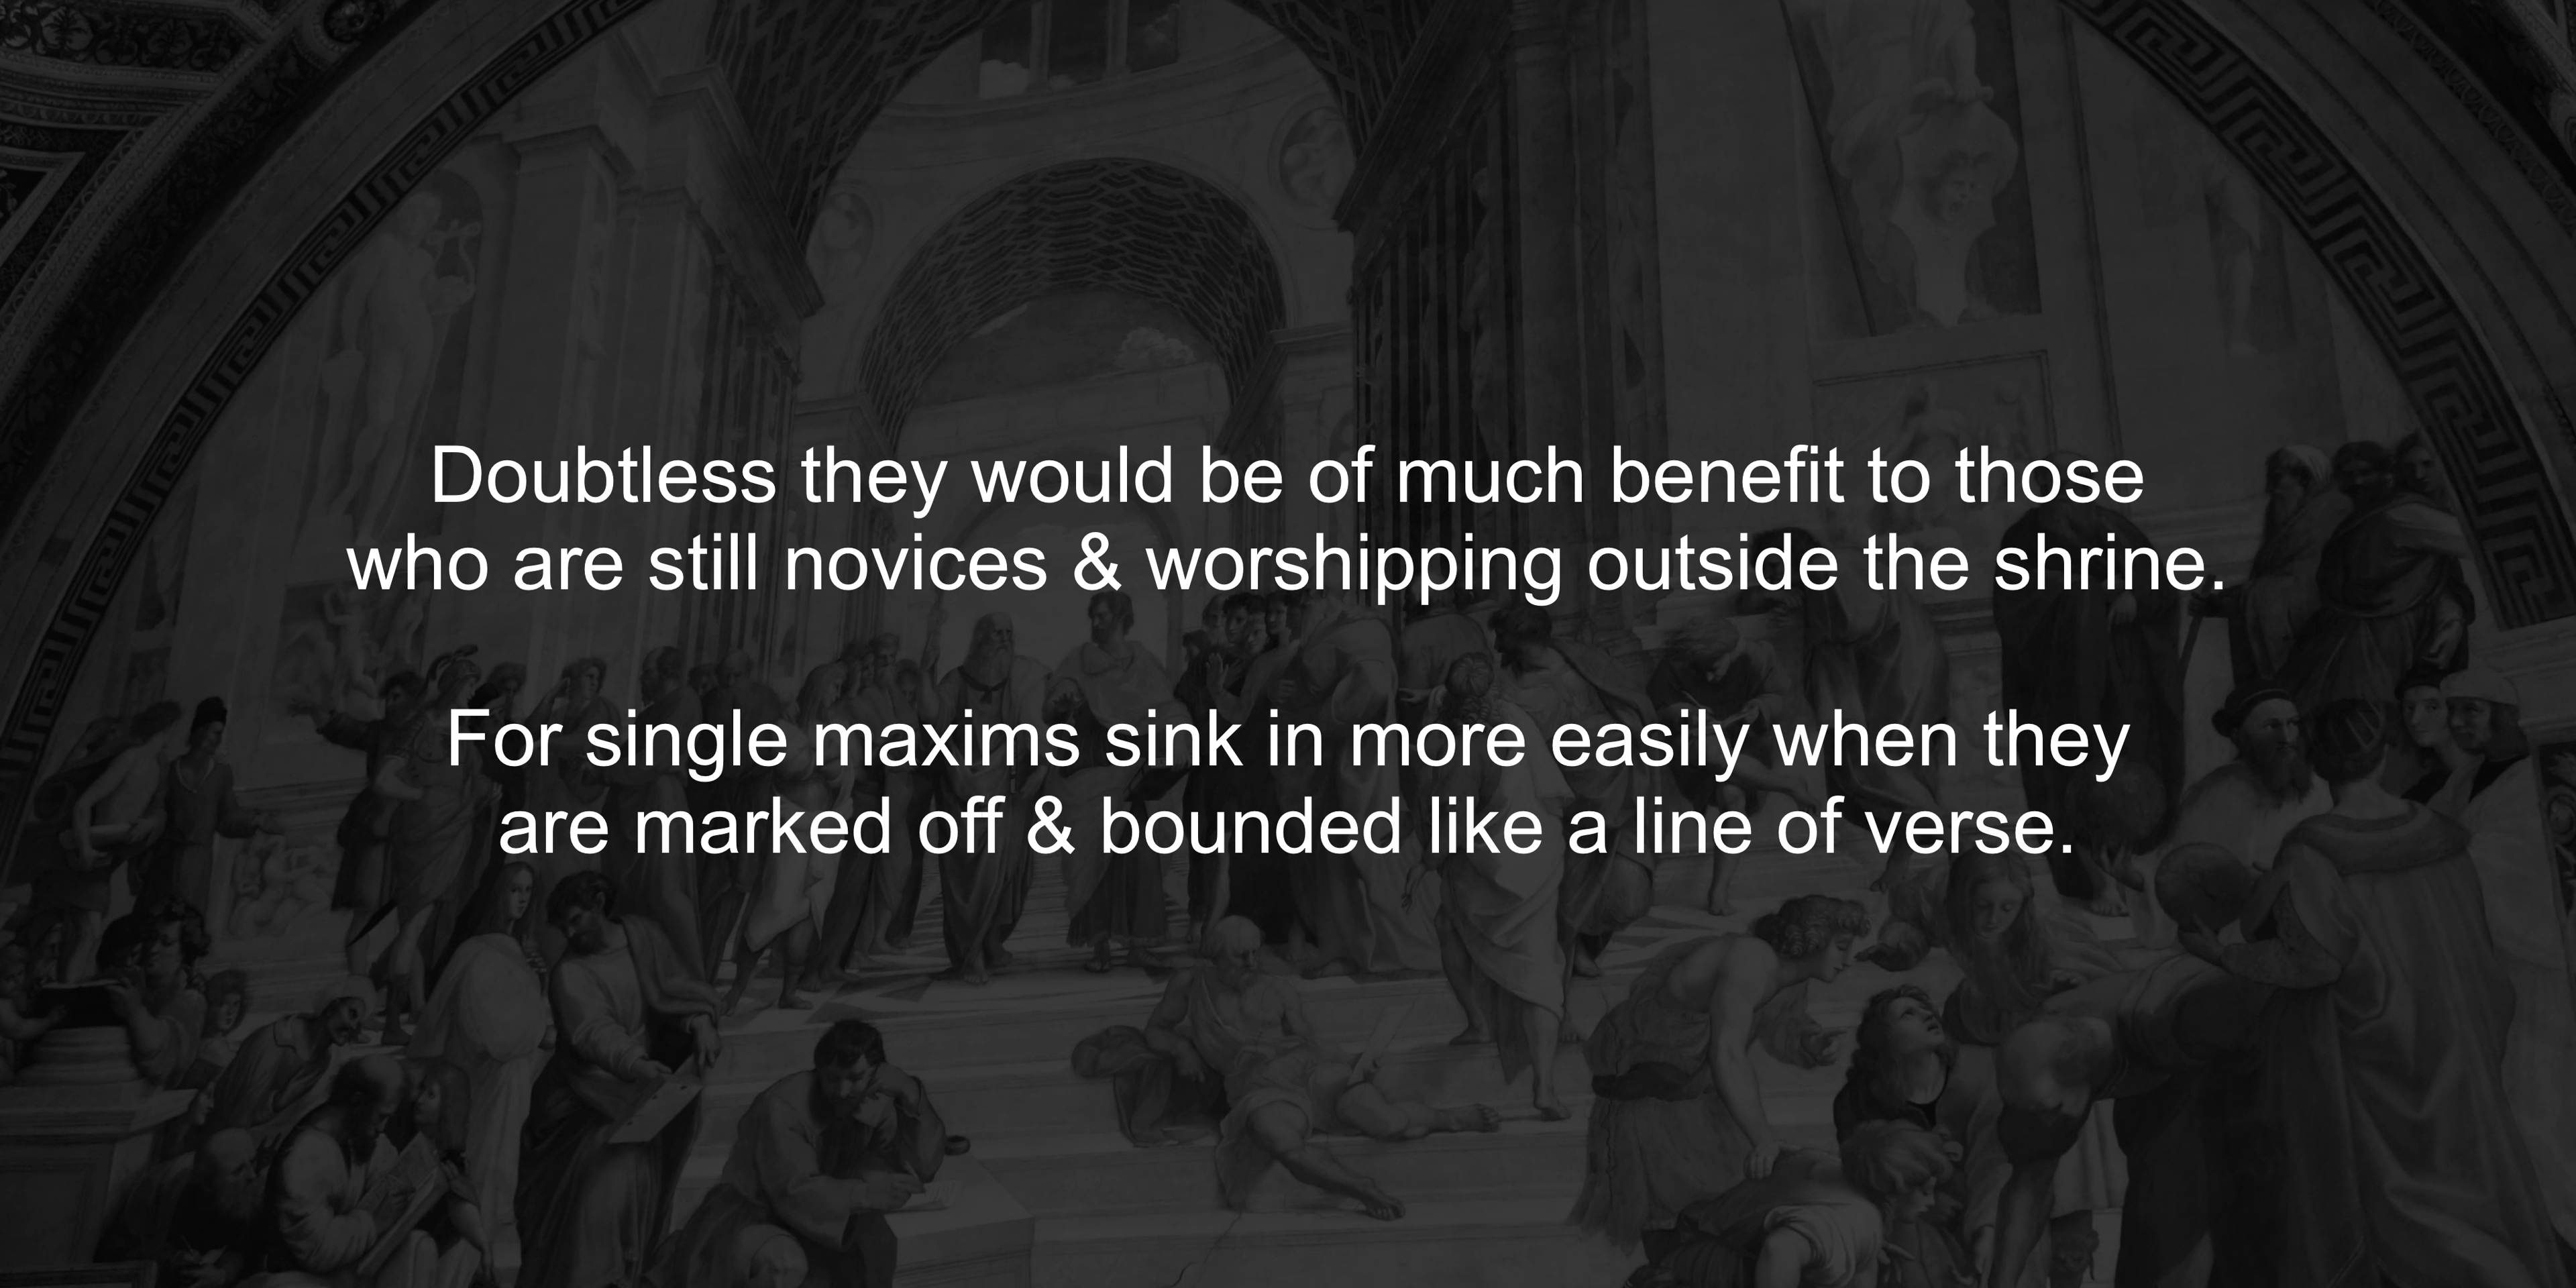 Doubtless they would be of much benefit to those
who are still novices & worshipping outside the shrine.
For single maxims sink in more easily when they
are marked off & bounded like a line of verse.